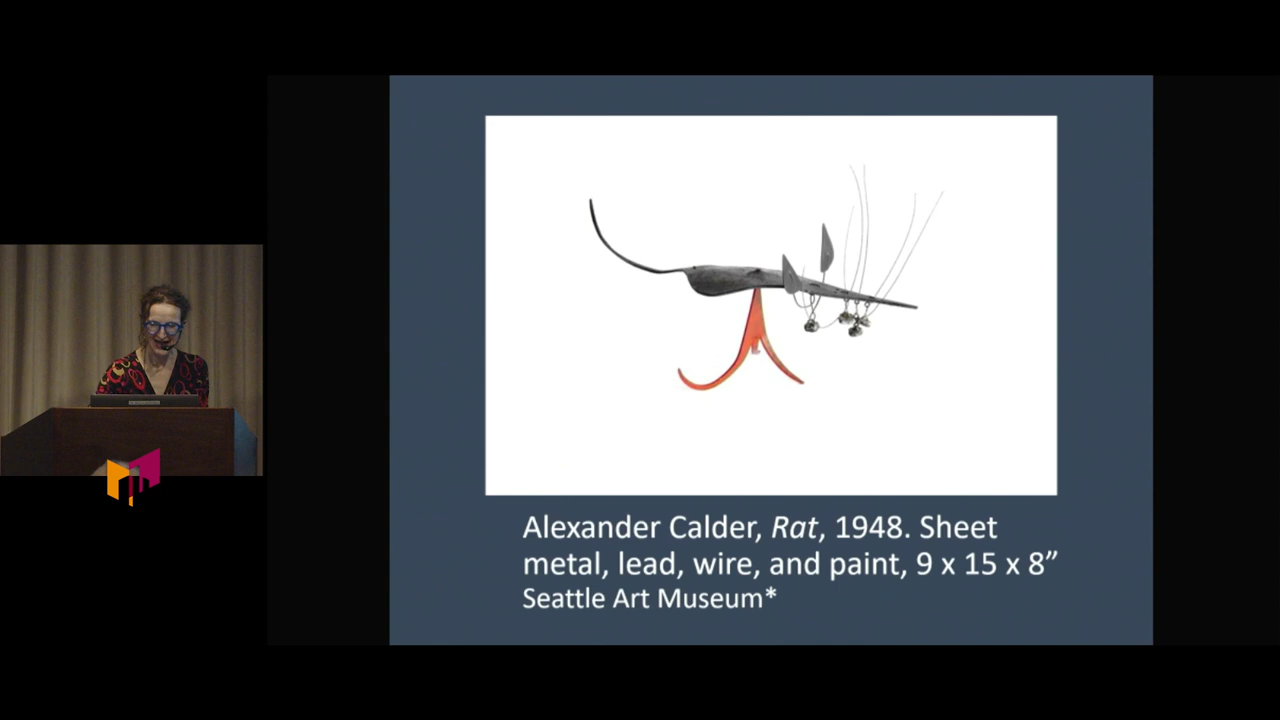 Alexander Calder, Rat, 1948. Sheet
metal, lead, wire, and paint, 9 x 15 x 8”
Seattle Art Museum*